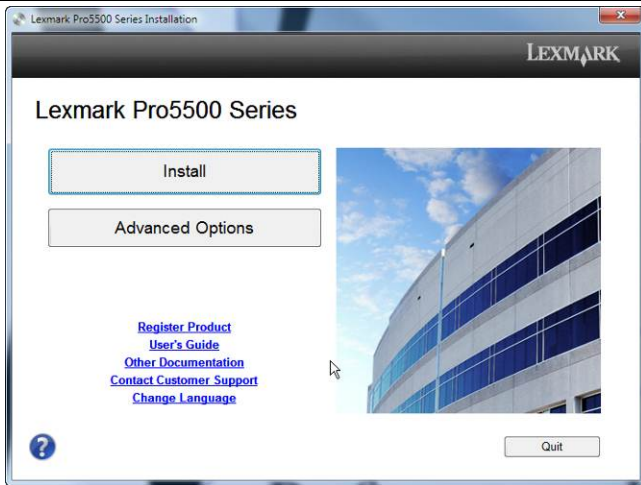 Lexmark Pro5500 Series Installation
LEXMARK
Lexmark Pro5500 Series
Install
Advanced Options
Register Product
User's Guide
Other Documentation
Contact Customer Support
Change Language
?
Quit